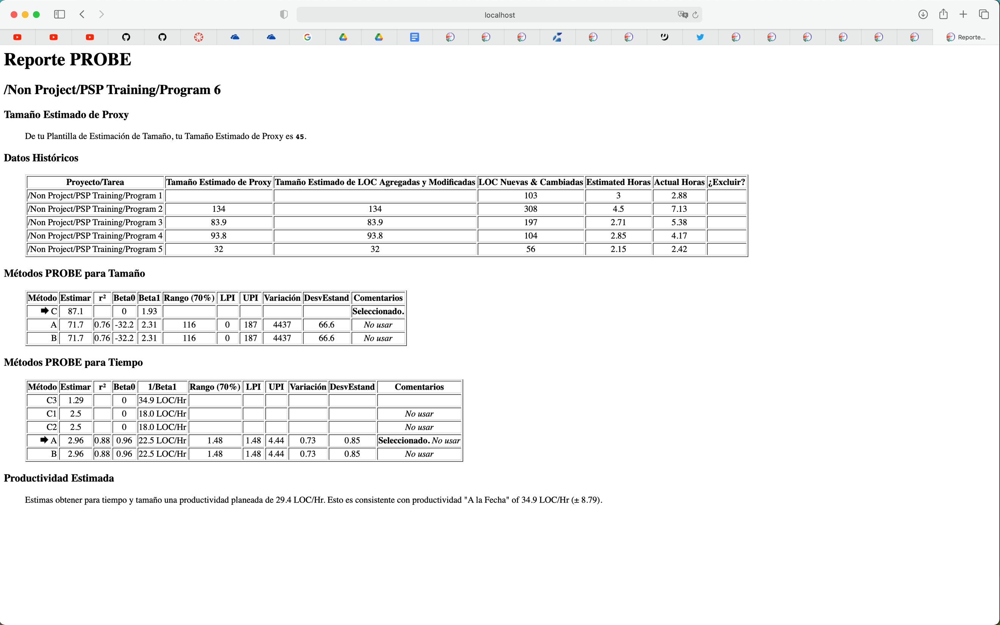 localhost
Reporte...
Reporte PROBE
/Non Project/PSP Training/Program 6
Tamaño Estimado de Proxy
De tu Plantilla de Estimación de Tamaño, tu Tamaño Estimado de Proxy es 45.
Datos Históricos
Proyecto/Tarea Tamaño Estimado de Proxy Tamaño Estimado de LOC Agregadas y Modificadas LOC Nuevas & Cambiadas Estimated Horas Actual Horas ¿Excluir?
/Non Project/PSP Training/Program 1 103 3 2.88
/Non Project/PSP Training/Program 2 134 134 308 4.5 7.13
/Non Project/PSP Training/Program 3 83.9 83.9 197 2.71 5.38
/Non Project/PSP Training/Program 4 93.8 93.8 104 2.85 4.17
/Non Project/PSP Training/Program 5 32 32 56 2.15 2.42
Métodos PROBE para Tamaño
Método Estimar r² Beta0 Beta1 Rango (70%) LPI UPI Variación DesvEstand Comentarios
C 87.1 0 1.93 Seleccionado.
A 71.7 0.76 -32.2 2.31 116 0 187 4437 66.6 No usar
B 71.7 0.76 -32.2 2.31 116 0 187 4437 66.6 No usar
Métodos PROBE para Tiempo
Método Estimar r² Beta0 1/Beta1 Rango (70%) LPI UPI Variación DesvEstand Comentarios
C3 1.29 0 34.9 LOC/Hr
C1 2.5 0 18.0 LOC/Hr No usar
C2 2.5 0 18.0 LOC/Hr No usar
A 2.96 0.88 0.96 22.5 LOC/Hr 1.48 1.48 4.44 0.73 0.85 Seleccionado. No usar
B 2.96 0.88 0.96 22.5 LOC/Hr 1.48 1.48 4.44 0.73 0.85 No usar
Productividad Estimada
Estimas obtener para tiempo y tamaño una productividad planeada de 29.4 LOC/Hr. Esto es consistente con productividad "A la Fecha" of 34.9 LOC/Hr (± 8.79).